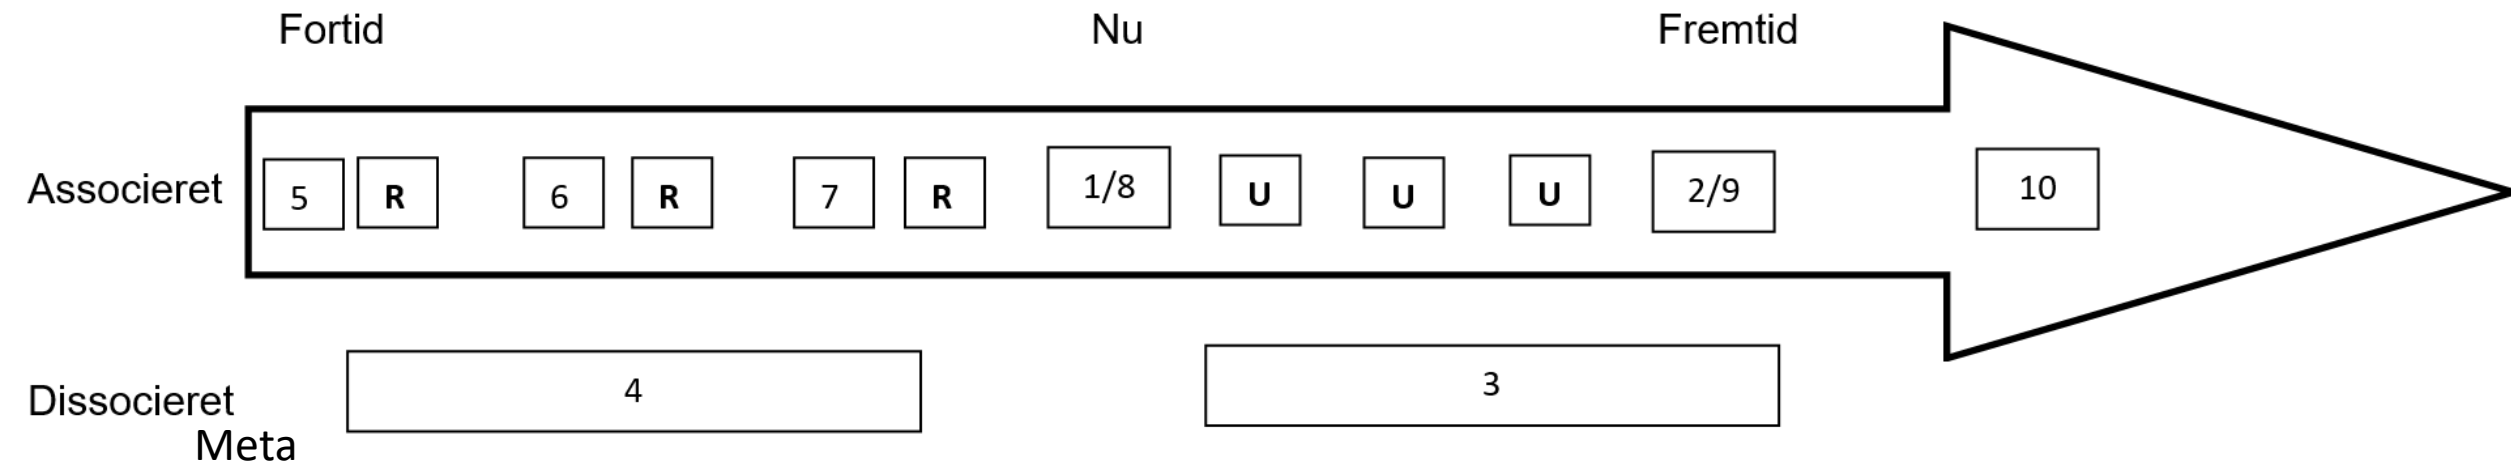 Fortid Nu Fremtid
Associeret 5 R 6 R 7 R 1/8 U U U 2/9 10
Dissocieret 4 3
Meta